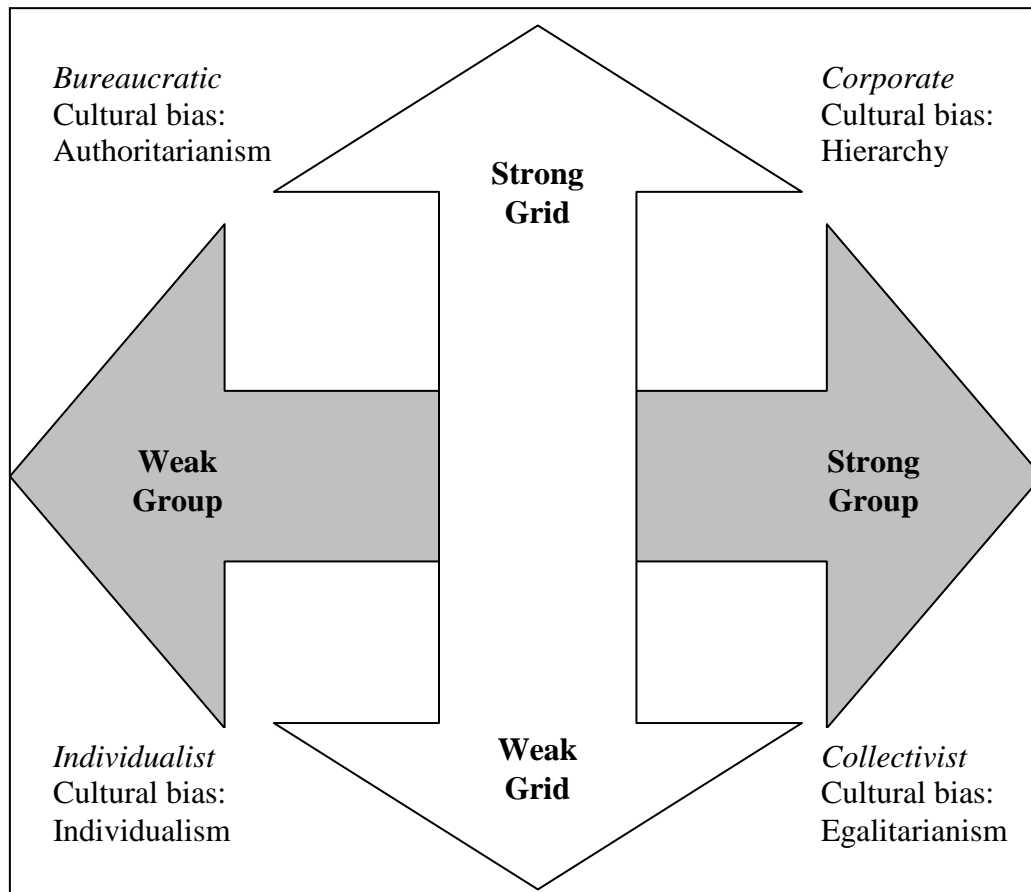 Bureaucratic
Cultural bias:
Authoritarianism
Corporate
Cultural bias:
Hierarchy
Strong
Grid
Weak
Group
Strong
Group
Individualist
Cultural bias:
Individualism
Weak
Grid
Collectivist
Cultural bias:
Egalitarianism